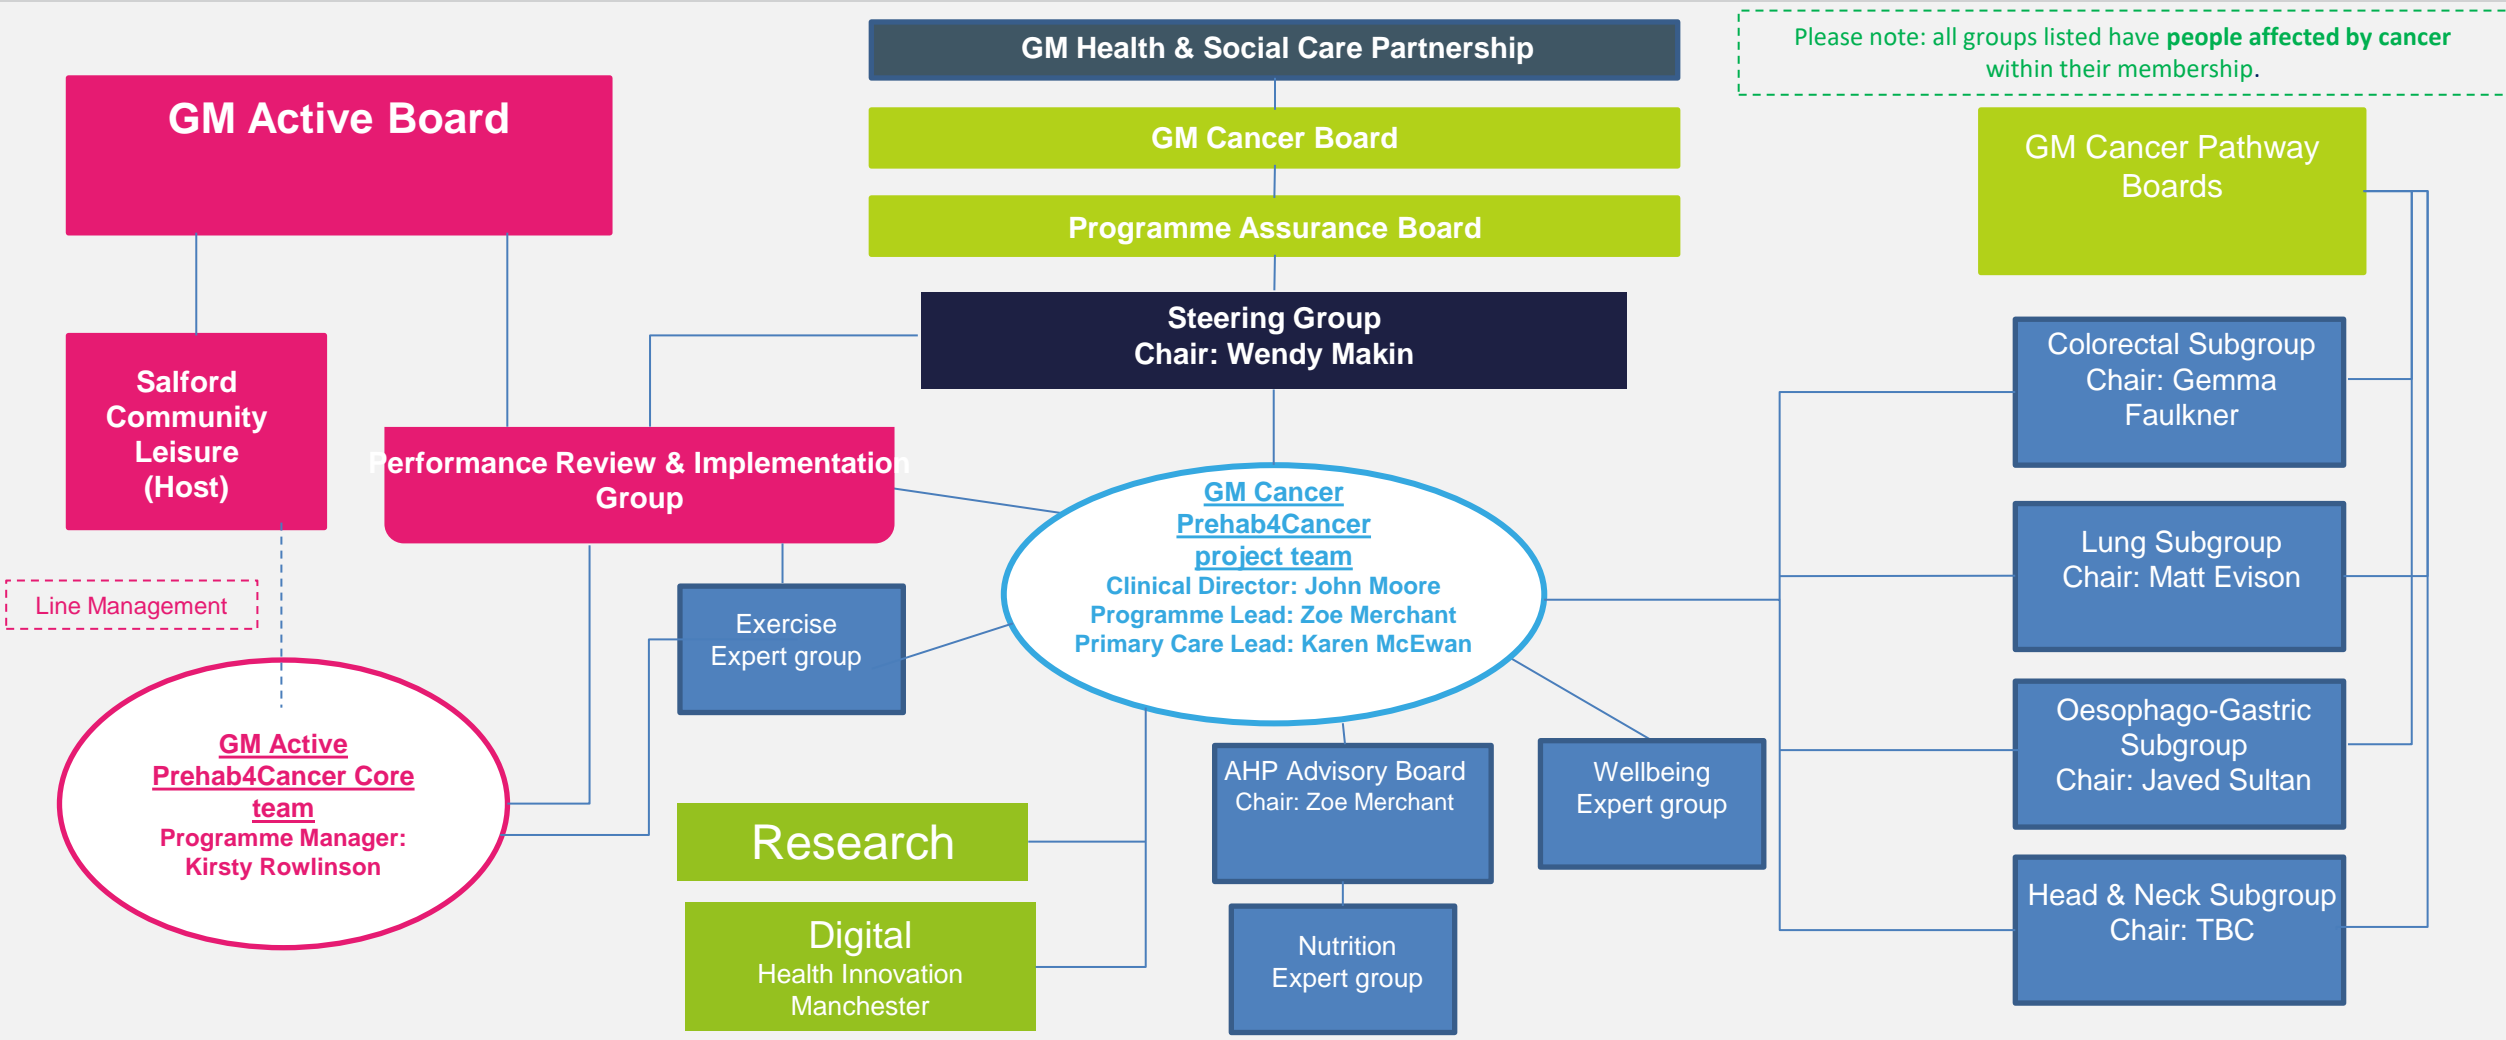 GM Health & Social Care Partnership
Please note: all groups listed have people affected by cancer
within their membership.
GM Active Board
GM Cancer Board
GM Cancer Pathway
Boards
Programme Assurance Board
Steering Group
Chair: Wendy Makin
Salford
Community
Leisure
(Host)
Performance Review & Implementation
Group
Colorectal Subgroup
Chair: Gemma
Faulkner
GM Cancer
Prehab4Cancer
project team
Clinical Director: John Moore
Programme Lead: Zoe Merchant
Primary Care Lead: Karen McEwan
Lung Subgroup
Chair: Matt Evison
Line Management
Exercise
Expert group
Oesophago-Gastric
Subgroup
Chair: Javed Sultan
GM Active
Prehab4Cancer Core
team
Programme Manager:
Kirsty Rowlinson
AHP Advisory Board
Chair: Zoe Merchant
Wellbeing
Expert group
Research
Head & Neck Subgroup
Chair: TBC
Digital
Health Innovation
Manchester
Nutrition
Expert group